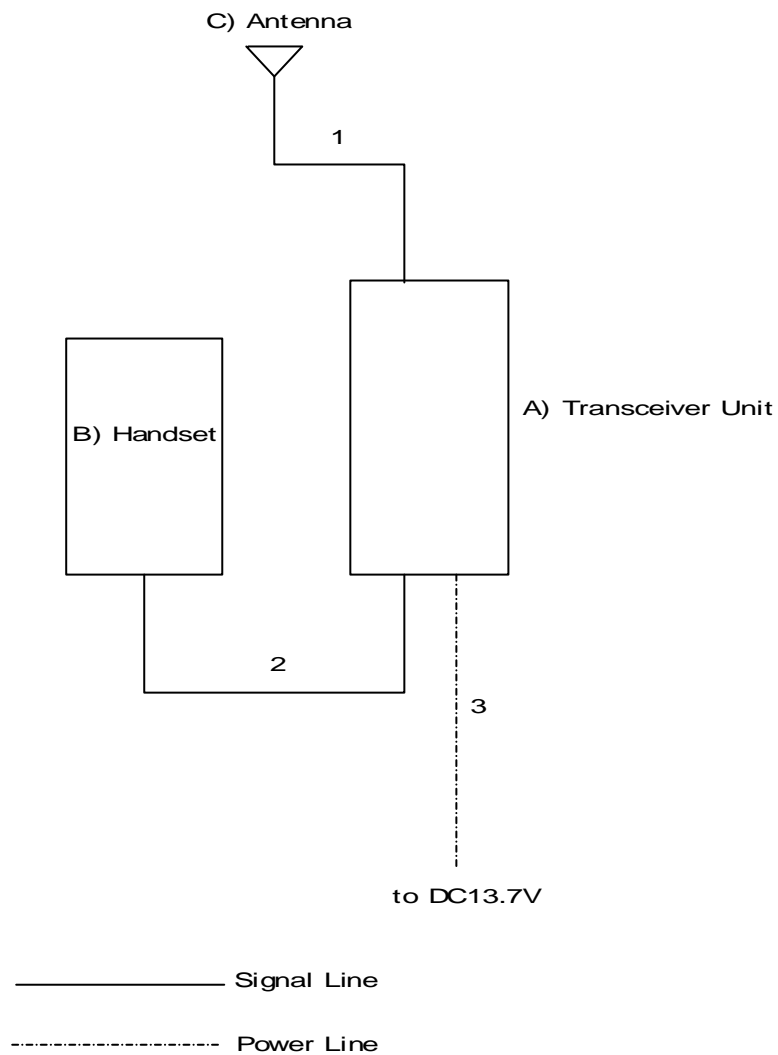 C) Antenna
1
A) Transceiver Unit
B) Handset
2
3
to DC13.7V
Signal Line
Power Line